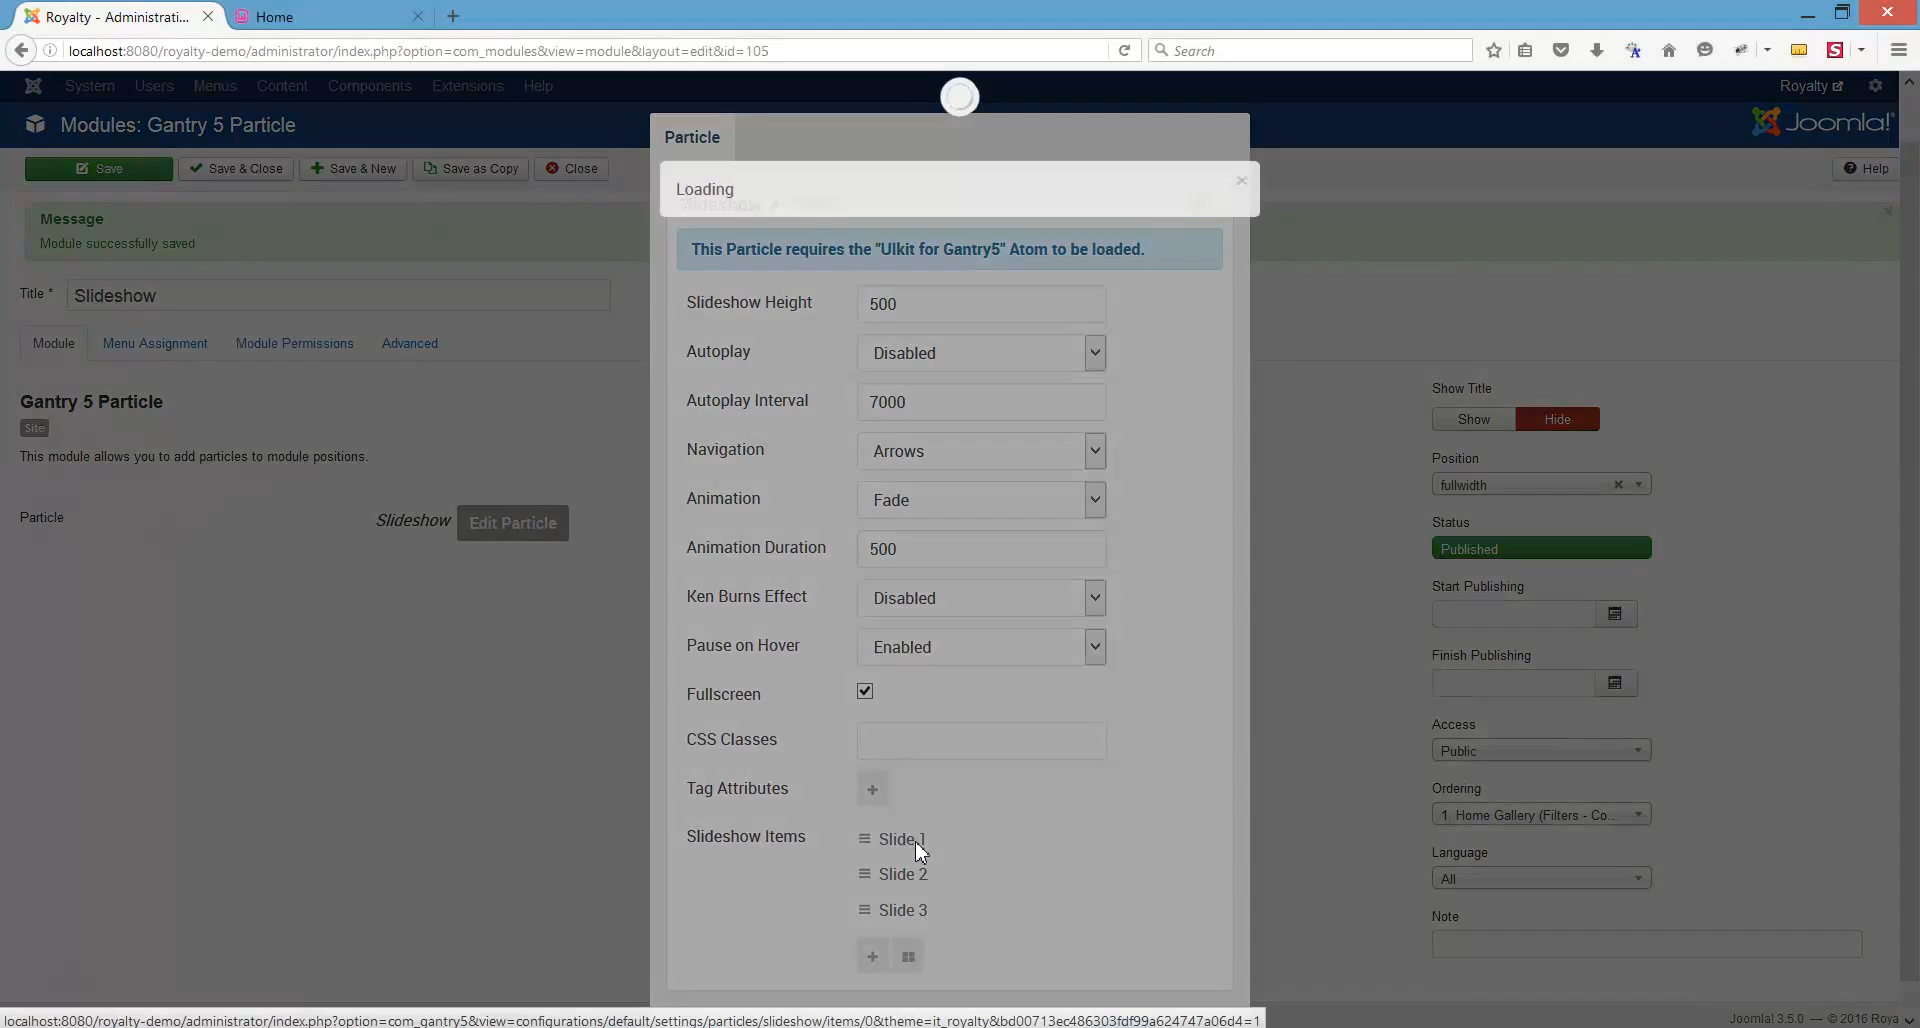 Royalty - Administrati...
Home
localhost:8080/royalty-demo/administrator/index.php?option=com_modules&view=module&layout=edit&id=105
Search
System Users Menus Content Components Extensions Help
Royalty
Modules: Gantry 5 Particle
Joomla!
Save
Save & Close
Save & New
Save as Copy
Close
Help
Message
Module successfully saved
Title *
Slideshow
Module
Menu Assignment
Module Permissions
Advanced
Gantry 5 Particle
Site
This module allows you to add particles to module positions.
Particle
Slideshow
Edit Particle
Particle
Loading
Slideshow
This Particle requires the "UIkit for Gantry5" Atom to be loaded.
Slideshow Height
500
Autoplay
Disabled
Autoplay Interval
7000
Navigation
Arrows
Animation
Fade
Animation Duration
500
Ken Burns Effect
Disabled
Pause on Hover
Enabled
Fullscreen
CSS Classes
Tag Attributes
Slideshow Items
Slide 1
Slide 2
Slide 3
Show Title
Show
Hide
Position
fullwidth
Status
Published
Start Publishing
Finish Publishing
Access
Public
Ordering
1. Home Gallery (Filters - Co...
Language
All
Note
localhost:8080/royalty-demo/administrator/index.php?option=com_gantry5&view=configurations/default/settings/particles/slideshow/items/0&theme=it_royalty&bd00713ec486303fdf99a624747a06d4=1
Joomla! 3.5.0 — © 2016 Roya